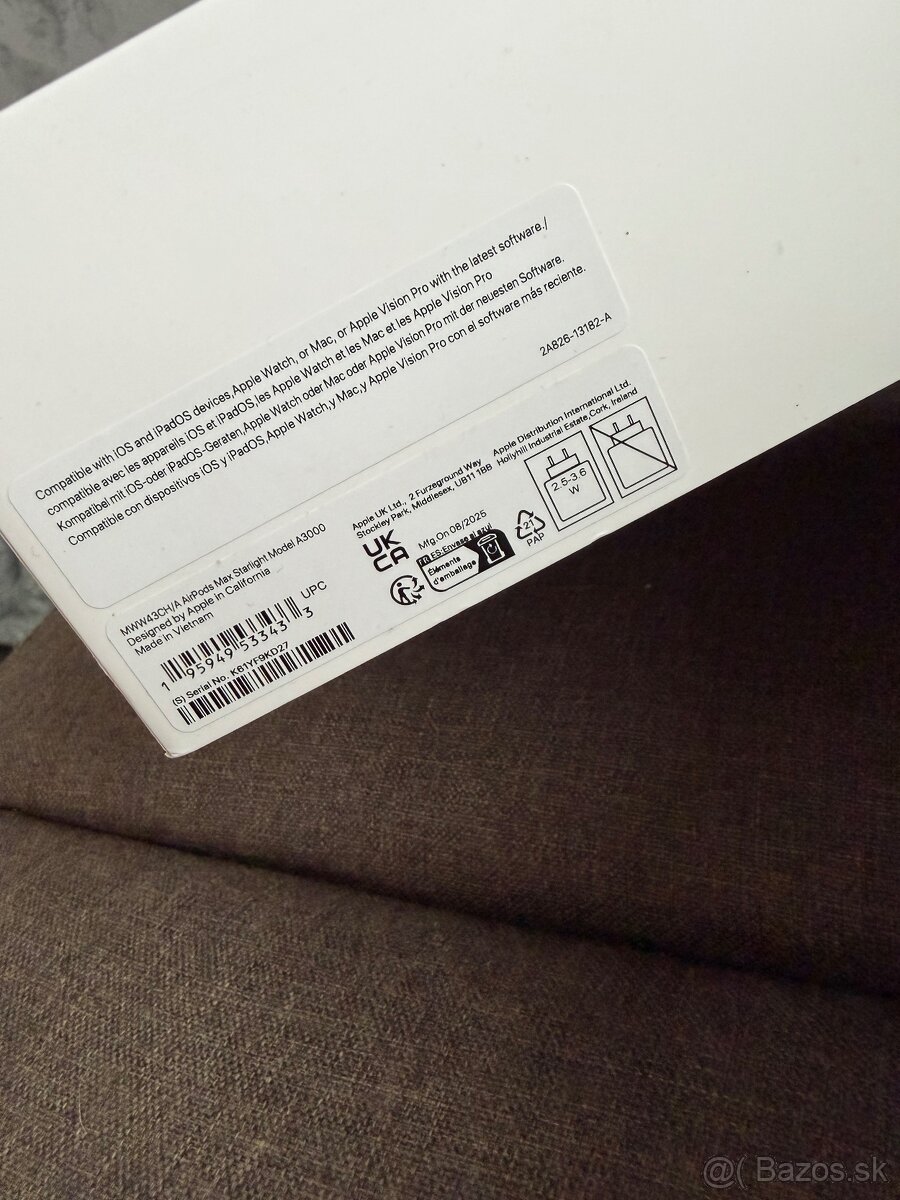 Compatible with iOS and iPadOS devices,Apple Watch, or Mac, or Apple Vision Pro with the latest software./
compatible avec les appareils iOS et iPadOS,les Apple Watch et les Mac et les Apple Vision Pro
Kompatibel mit iOS-oder iPadOS-Geraten,Apple Watch oder Mac oder Apple Vision Pro mit der neuesten Software.
Compatible con dispositivos iOS y iPadOS,Apple Watch,y Mac,y Apple Vision Pro con el software más reciente.
2A826-13182-A
MWW43CH/A AirPods Max Starlight Model A3000
Designed by Apple in California
Made in Vietnam
UPC
1 95949 53343 3
(S) Serial No. K61YF9KD27
Apple UK Ltd., 2 Furzeground Way
Stockley Park, Middlesex, UB11 1BB
Apple Distribution International Ltd.,
Hollyhill Industrial Estate,Cork, Ireland
UK
CA
Mfg.On 08/2025
FR ES:Envase al azul
Éléments
d'emballage
21
PAP
2.5-3.6
W
@( Bazos.sk